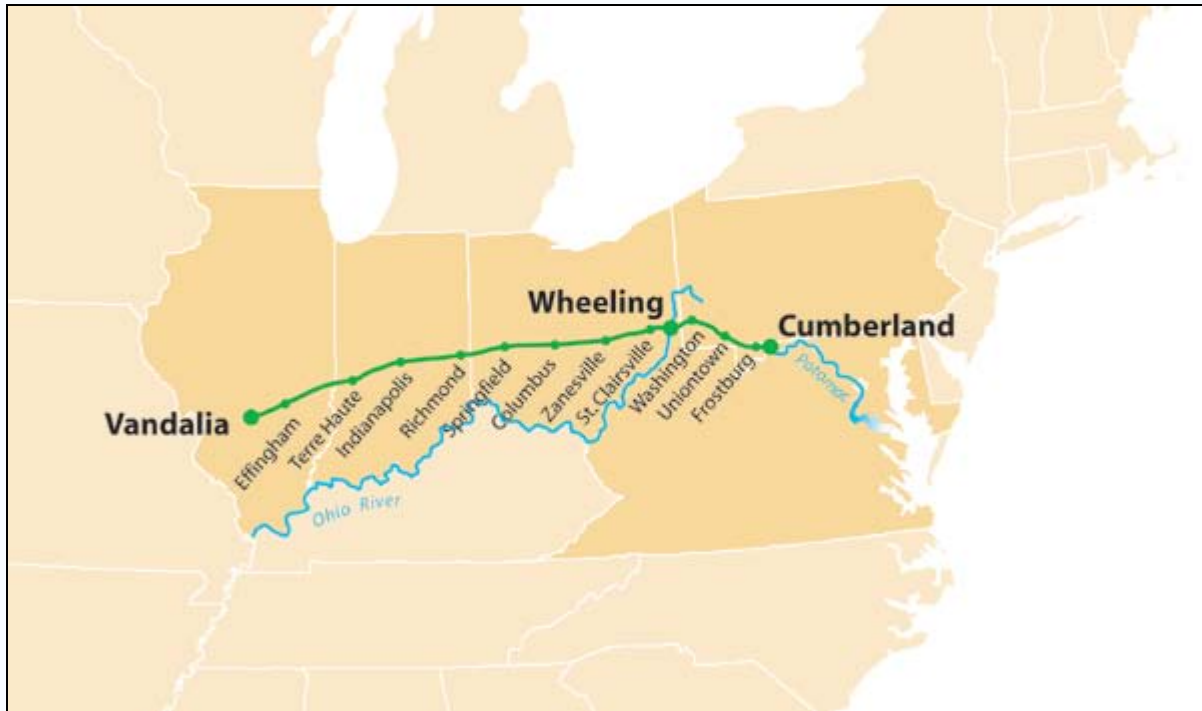 Wheeling
Cumberland
Vandalia
Effingham
Terre Haute
Indianapolis
Richmond
Springfield
Columbus
Zanesville
St. Clairsville
Washington
Uniontown
Frostburg
Potomac
Ohio River